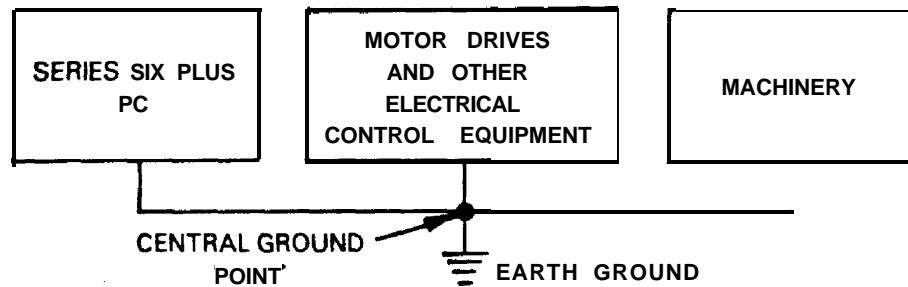 SERIES SIX PLUS
PC
MOTOR DRIVES
AND OTHER
ELECTRICAL
CONTROL EQUIPMENT
MACHINERY
CENTRAL GROUND
POINT
EARTH GROUND